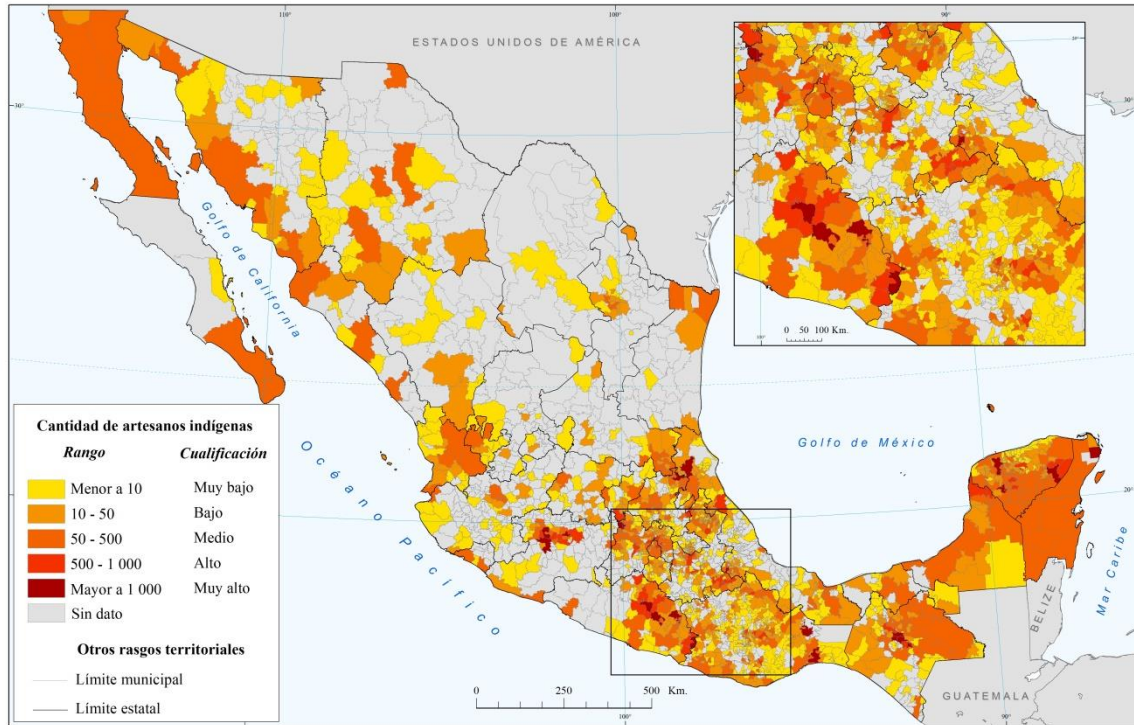 110°
100°
90°
ESTADOS UNIDOS DE AMÉRICA
30°
30°
Golfo de California
0 50 100 Km.
Cantidad de artesanos indígenas
Rango Cualificación
Menor a 10 Muy bajo
10 - 50 Bajo
50 - 500 Medio
500 - 1 000 Alto
Mayor a 1 000 Muy alto
Sin dato
Otros rasgos territoriales
Límite municipal
Límite estatal
Océano Pacífico
Golfo de México
20°
Mar Caribe
BELIZE
GUATEMALA
0 250 500 Km.
100°
90°